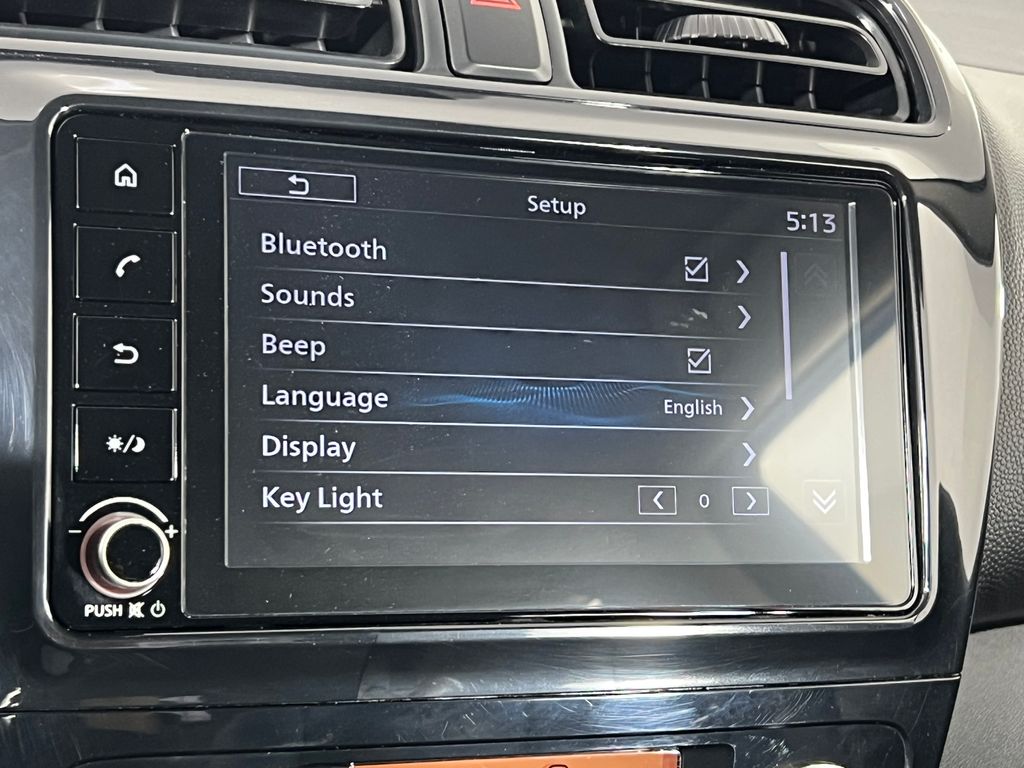 Setup
5:13
Bluetooth
Sounds
Beep
Language English
Display
Key Light 0
- +
PUSH